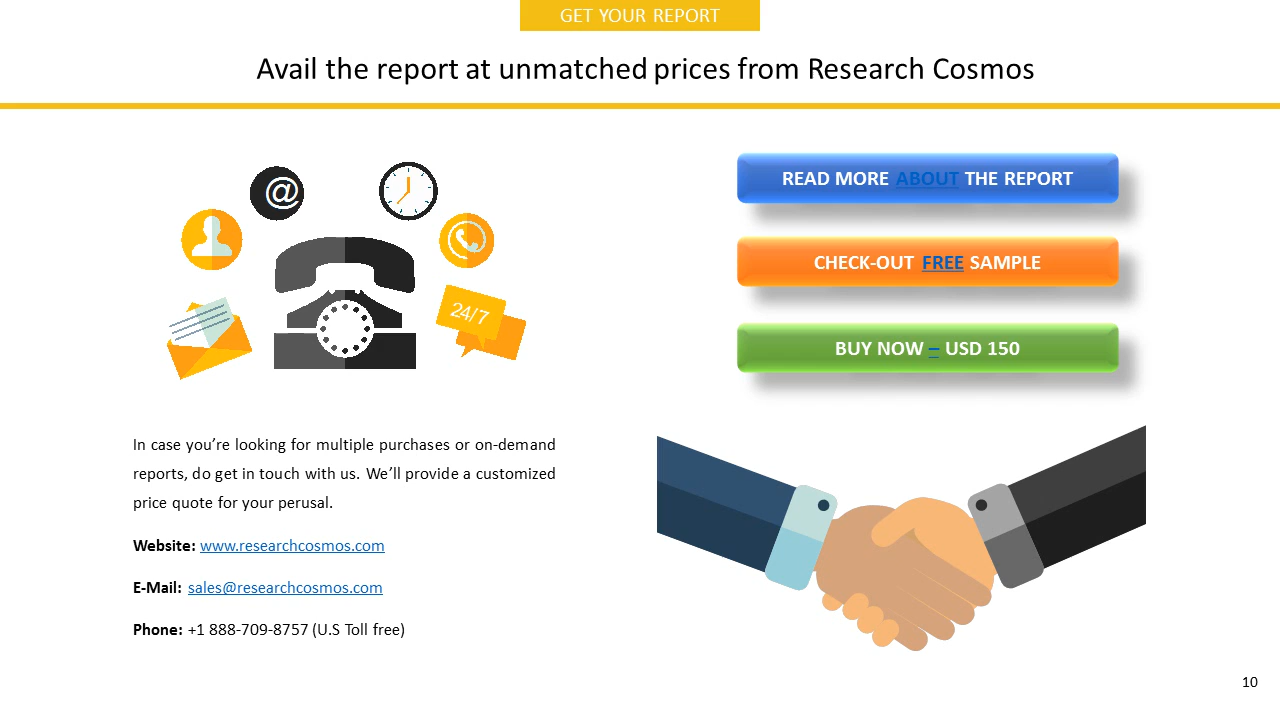 GET YOUR REPORT
Avail the report at unmatched prices from Research Cosmos
@
24/7
READ MORE ABOUT THE REPORT
CHECK-OUT FREE SAMPLE
BUY NOW – USD 150
In case you’re looking for multiple purchases or on-demand
reports, do get in touch with us. We’ll provide a customized
price quote for your perusal.
Website: www.researchcosmos.com
E-Mail: sales@researchcosmos.com
Phone: +1 888-709-8757 (U.S Toll free)
10